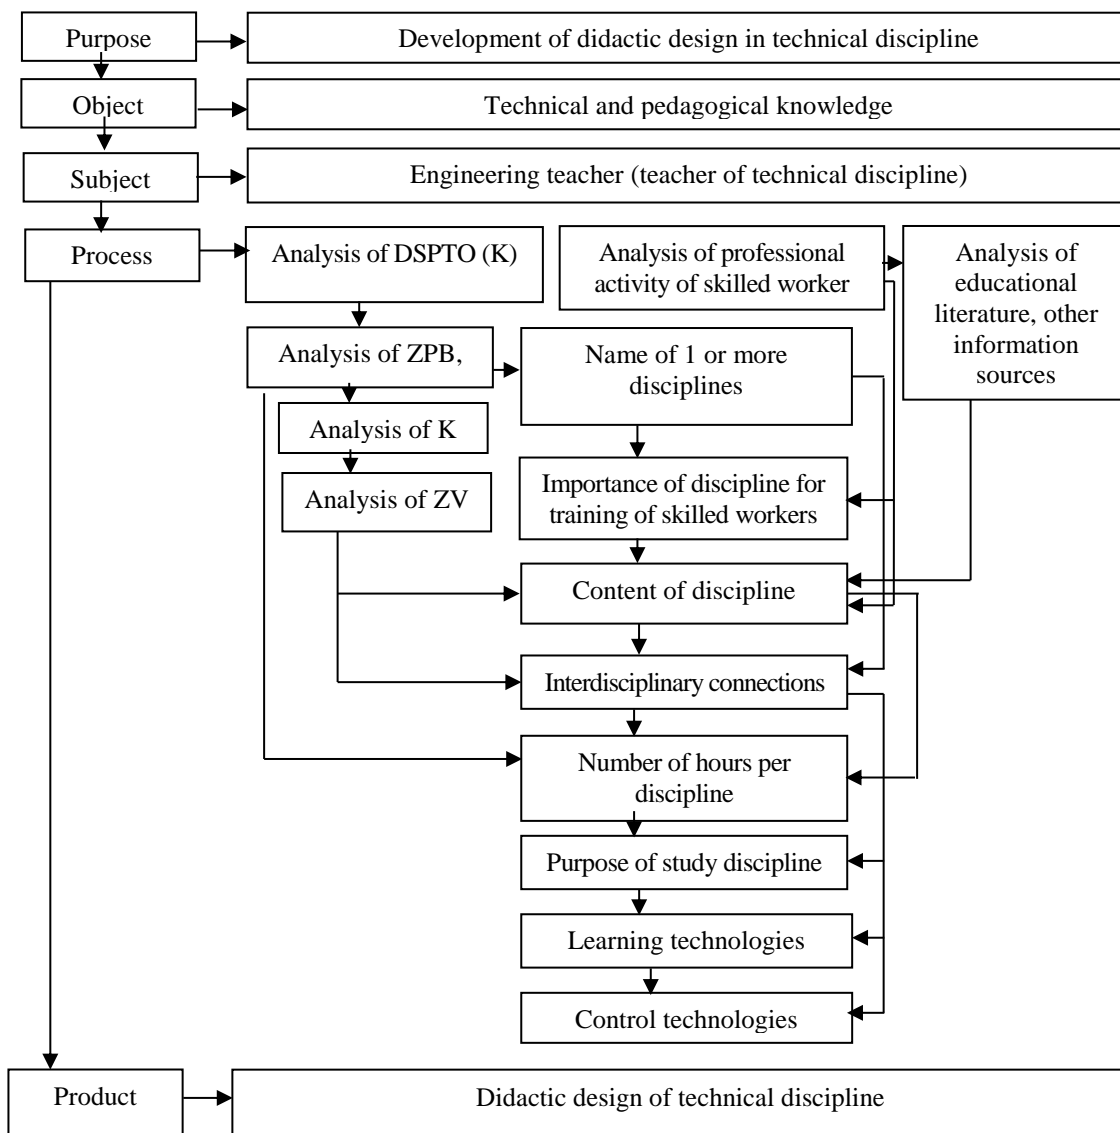 Purpose
Development of didactic design in technical discipline
Object
Technical and pedagogical knowledge
Subject
Engineering teacher (teacher of technical discipline)
Process
Analysis of DSPTO (K)
Analysis of professional
activity of skilled worker
Analysis of
educational
literature, other
information
sources
Analysis of ZPB,
Name of 1 or more
disciplines
Analysis of K
Analysis of ZV
Importance of discipline for
training of skilled workers
Content of discipline
Interdisciplinary connections
Number of hours per
discipline
Purpose of study discipline
Learning technologies
Control technologies
Product
Didactic design of technical discipline